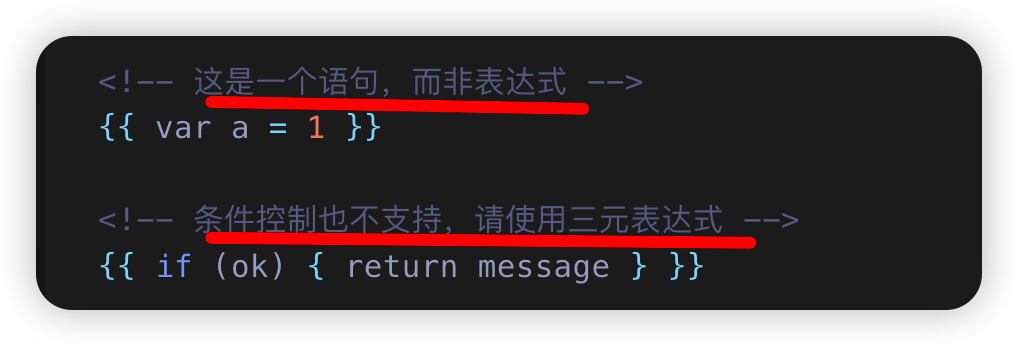 <!-- 这是一个语句，而非表达式 -->
{{ var a = 1 }}
<!-- 条件控制也不支持，请使用三元表达式 -->
{{ if (ok) { return message } }}